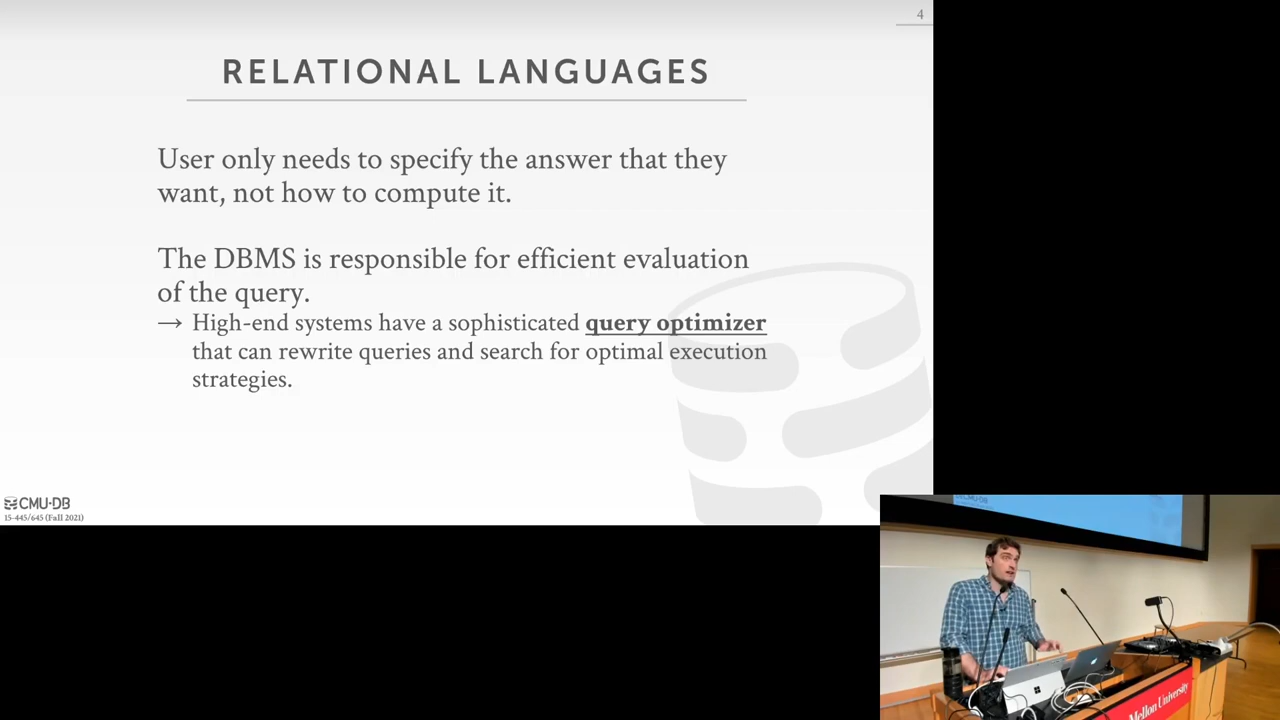 4
RELATIONAL LANGUAGES
User only needs to specify the answer that they
want, not how to compute it.
The DBMS is responsible for efficient evaluation
of the query.
→ High-end systems have a sophisticated query optimizer
that can rewrite queries and search for optimal execution
strategies.
CMU·DB
15-445/645 (Fall 2021)
CMU·DB
Mellon University